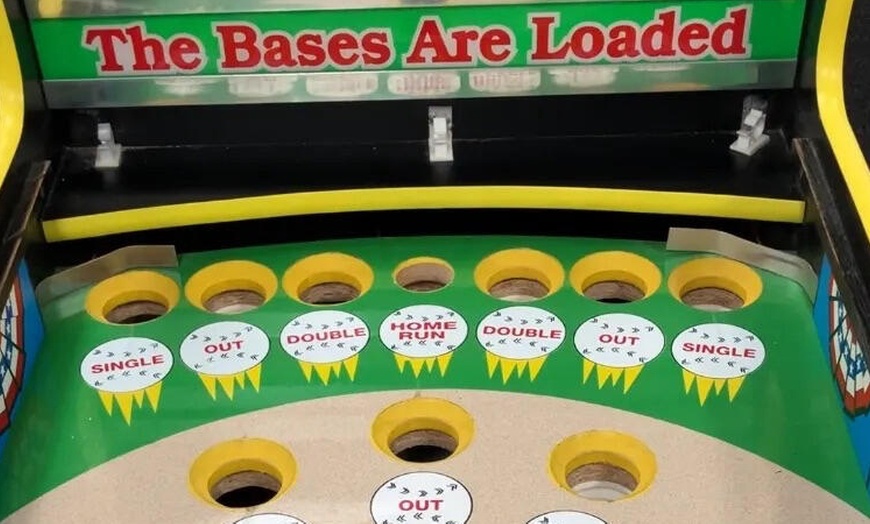 The Bases Are Loaded
SINGLE
OUT
DOUBLE
HOME
RUN
DOUBLE
OUT
SINGLE
OUT